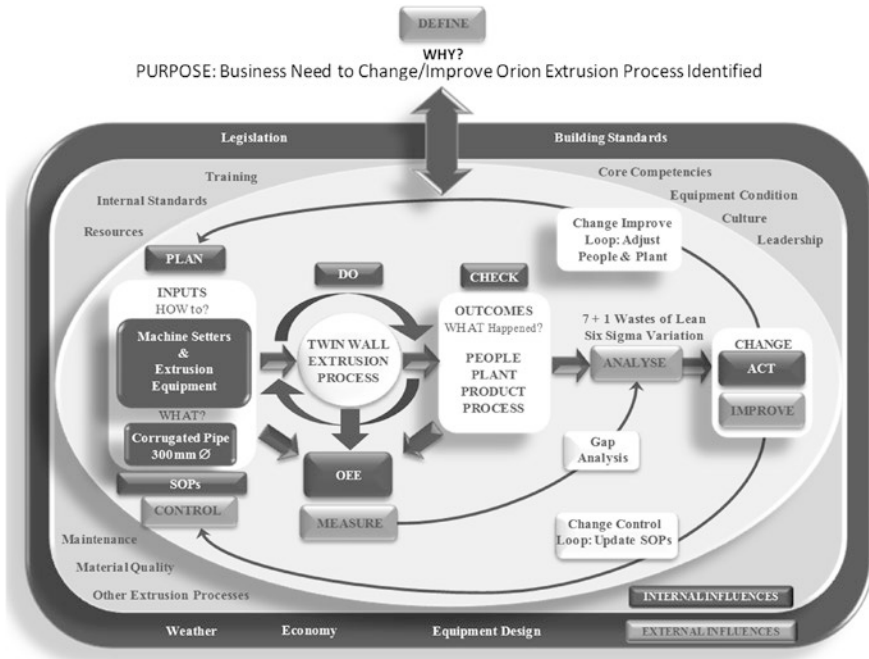 DEFINE
WHY?
PURPOSE: Business Need to Change/Improve Orion Extrusion Process Identified
Legislation
Building Standards
Training
Internal Standards
Resources
Core Competencies
Equipment Condition
Culture
Leadership
Change Improve
Loop: Adjust
People & Plant
PLAN
DO
CHECK
INPUTS
HOW to?
Machine Setters
&
Extrusion
Equipment
WHAT?
Corrugated Pipe
300mm Ø
SOPs
CONTROL
TWIN WALL
EXTRUSION
PROCESS
OUTCOMES
WHAT Happened?
PEOPLE
PLANT
PRODUCT
PROCESS
7 + 1 Wastes of Lean
Six Sigma Variation
ANALYSE
CHANGE
ACT
IMPROVE
OEE
MEASURE
Gap
Analysis
Change Control
Loop: Update SOPs
Maintenance
Material Quality
Other Extrusion Processes
INTERNAL INFLUENCES
EXTERNAL INFLUENCES
Weather
Economy
Equipment Design